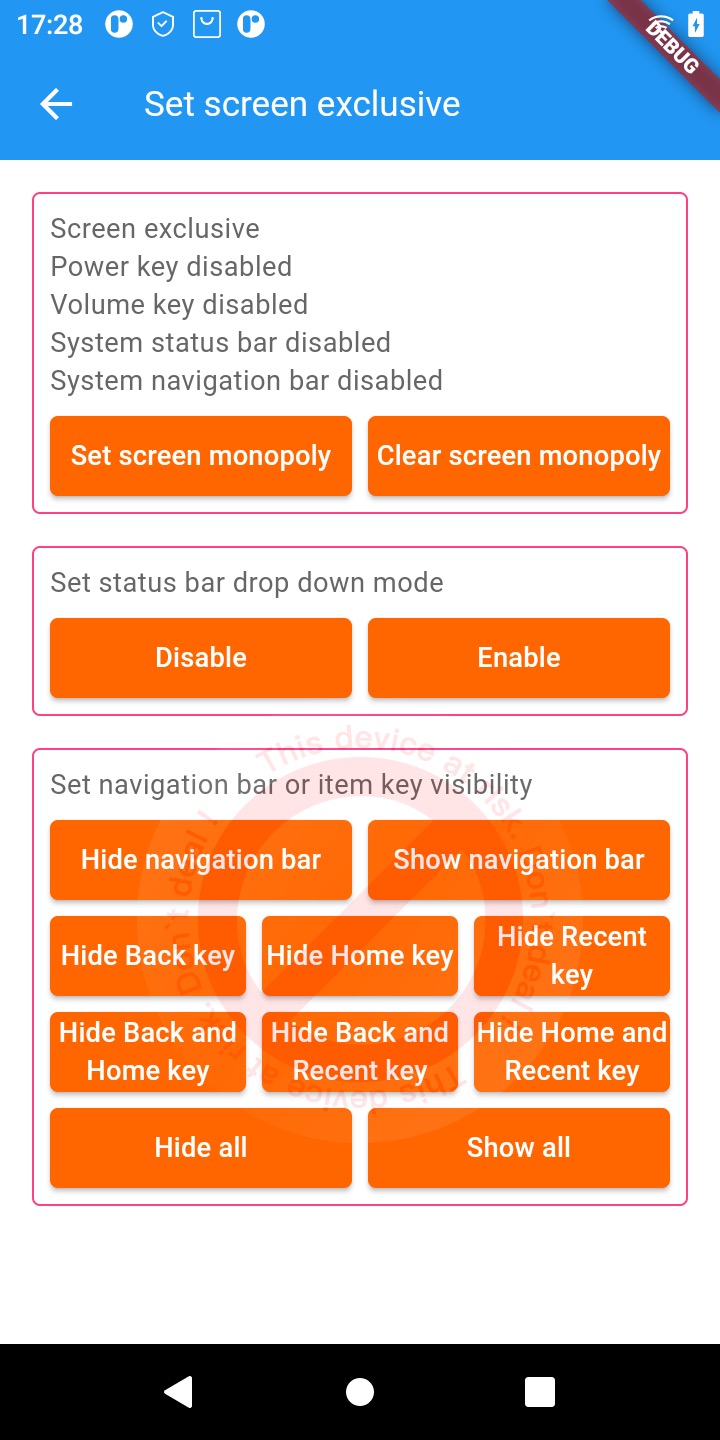 17:28
DEBUG
Set screen exclusive
Screen exclusive
Power key disabled
Volume key disabled
System status bar disabled
System navigation bar disabled
Set screen monopoly
Clear screen monopoly
Set status bar drop down mode
Disable
Enable
This device at risk. Don't deal !
Set navigation bar or item key visibility
Hide navigation bar
Show navigation bar
Hide Back key
Hide Home key
Hide Recent
key
Hide Back and
Home key
Hide Back and
Recent key
Hide Home and
Recent key
This device at risk. Don't deal !
Hide all
Show all